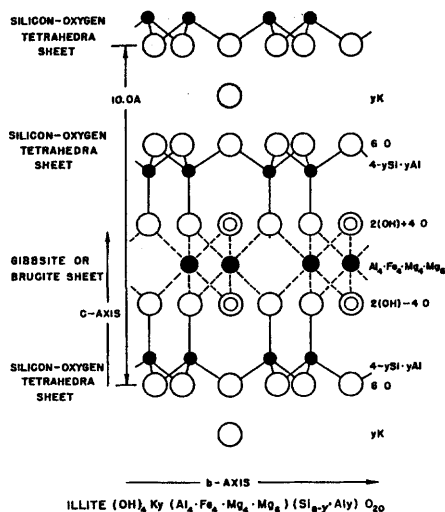 SILICON-OXYGEN
TETRAHEDRA
SHEET
10.0A
yK
SILICON-OXYGEN
TETRAHEDRA
SHEET
6 O
4-ySi·yAl
2(OH)+4 O
GIBBSITE OR
BRUCITE SHEET
Al4·Fe4·Mg4·Mg6
C-AXIS
2(OH)-4 O
SILICON-OXYGEN
TETRAHEDRA
SHEET
4-ySi·yAl
6 O
yK
b-AXIS
ILLITE (OH)4 Ky (Al4·Fe4·Mg4·Mg6) (Si8-y·Aly) O20